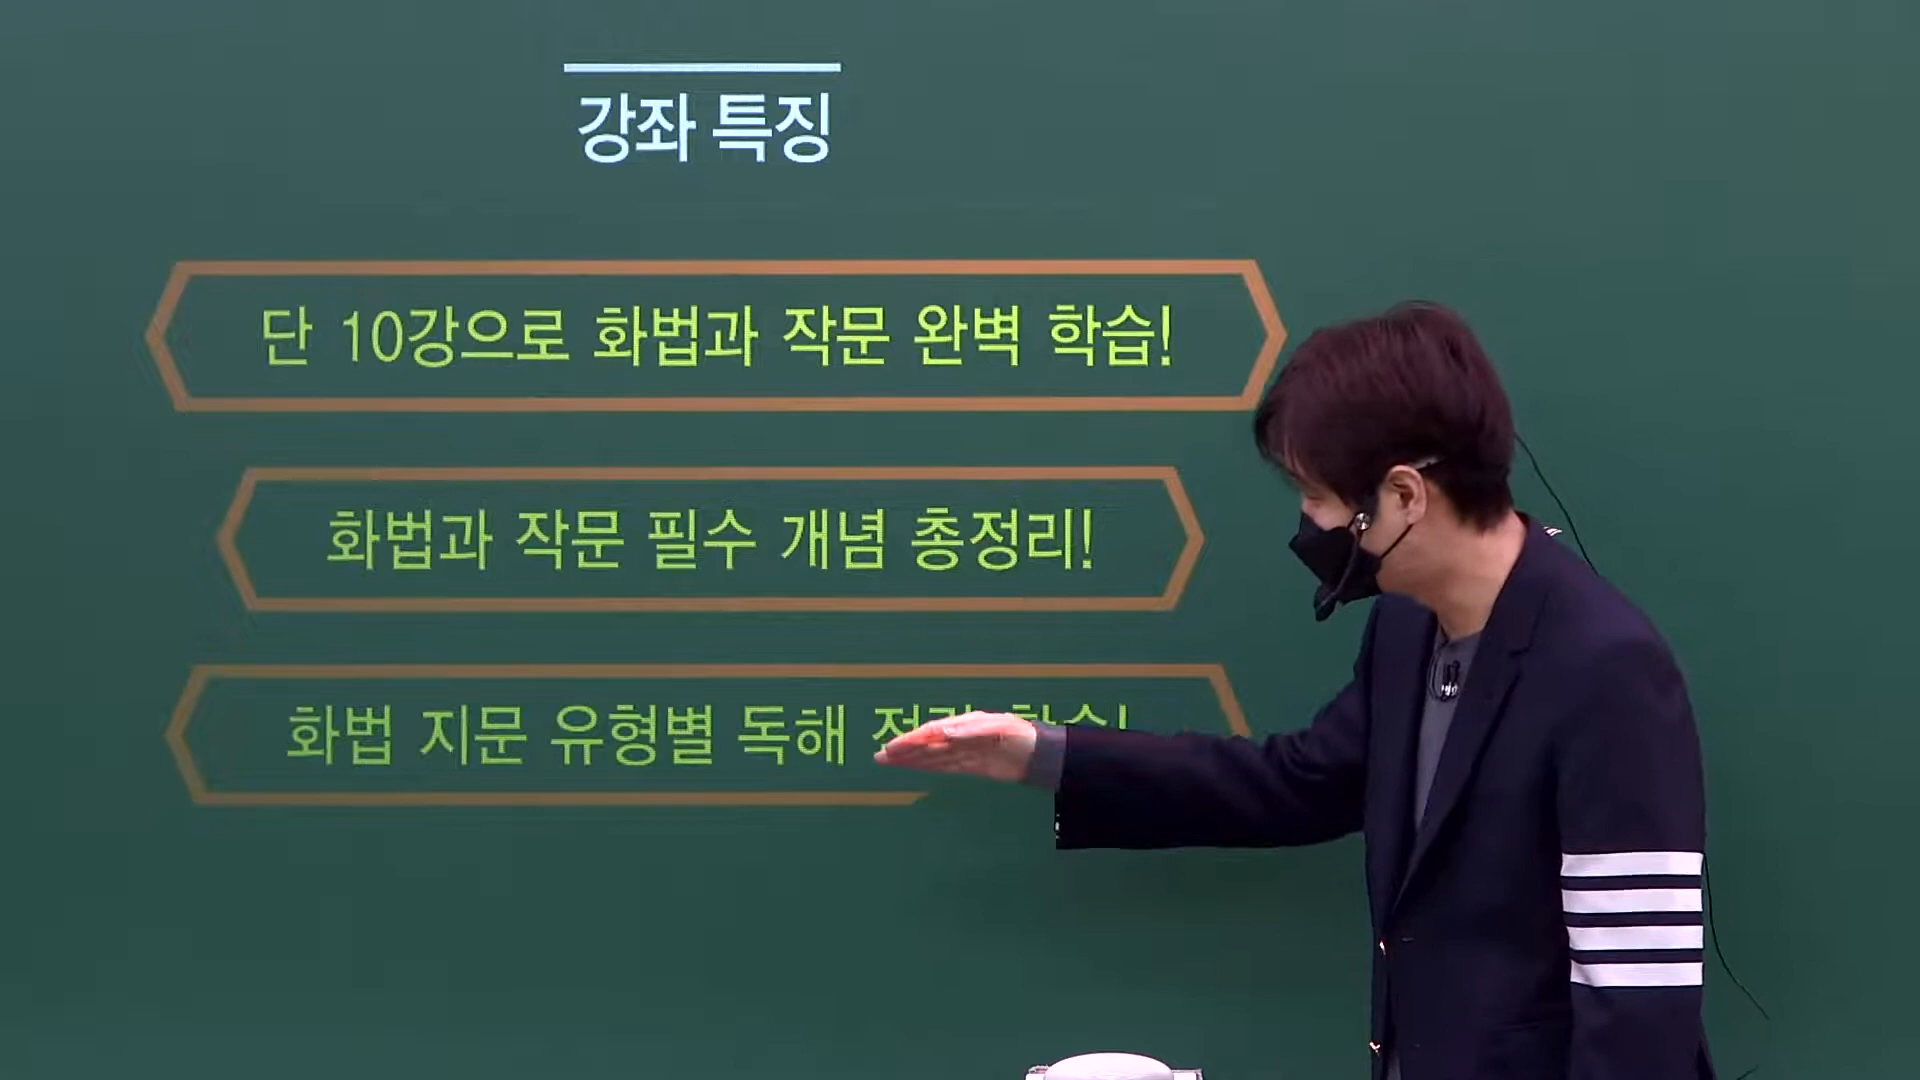 강좌 특징
단 10강으로 화법과 작문 완벽 학습!
화법과 작문 필수 개념 총정리!
화법 지문 유형별 독해